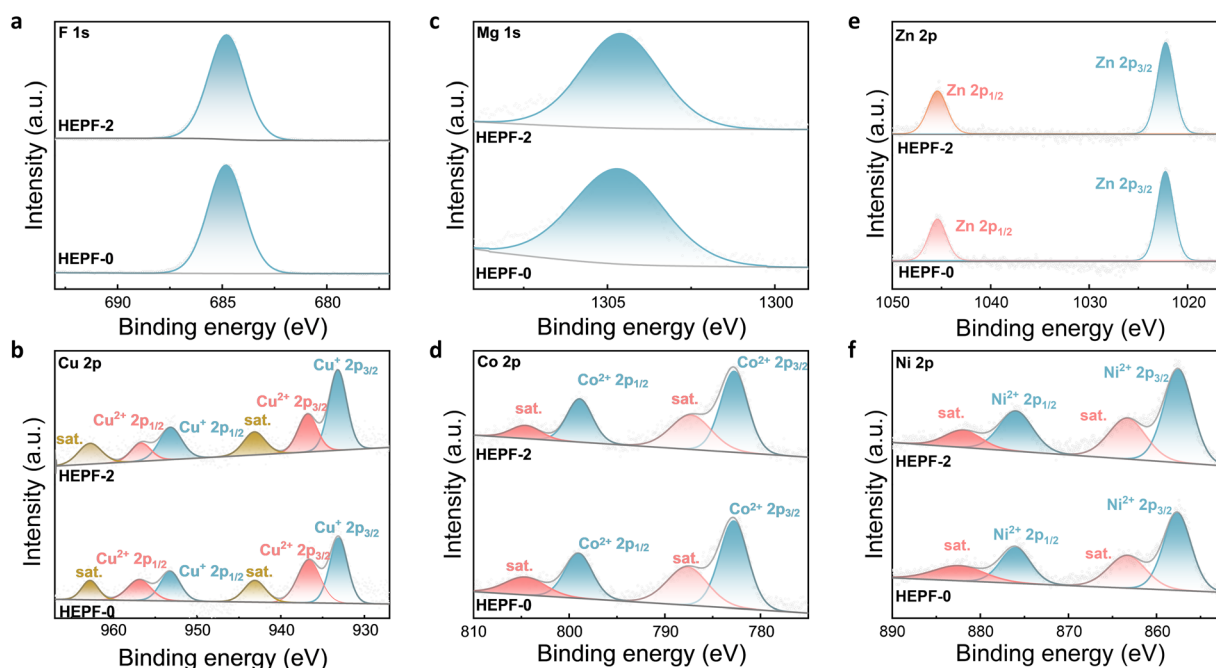 a
F 1s
HEPF-2
HEPF-0
Intensity (a.u.)
690
685
680
Binding energy (eV)
c
Mg 1s
HEPF-2
HEPF-0
Intensity (a.u.)
1305
1300
Binding energy (eV)
e
Zn 2p
Zn 2p1/2
Zn 2p3/2
HEPF-2
Zn 2p1/2
Zn 2p3/2
HEPF-0
Intensity (a.u.)
1050
1040
1030
1020
Binding energy (eV)
b
Cu 2p
sat.
Cu2+ 2p1/2
Cu+ 2p1/2
sat.
Cu2+ 2p3/2
Cu+ 2p3/2
HEPF-2
sat.
Cu2+ 2p1/2
Cu+ 2p1/2
sat.
Cu2+ 2p3/2
Cu+ 2p3/2
HEPF-0
Intensity (a.u.)
960
950
940
930
Binding energy (eV)
d
Co 2p
sat.
Co2+ 2p1/2
sat.
Co2+ 2p3/2
HEPF-2
sat.
Co2+ 2p1/2
sat.
Co2+ 2p3/2
HEPF-0
Intensity (a.u.)
810
800
790
780
Binding energy (eV)
f
Ni 2p
sat.
Ni2+ 2p1/2
sat.
Ni2+ 2p3/2
HEPF-2
sat.
Ni2+ 2p1/2
sat.
Ni2+ 2p3/2
HEPF-0
Intensity (a.u.)
890
880
870
860
Binding energy (eV)